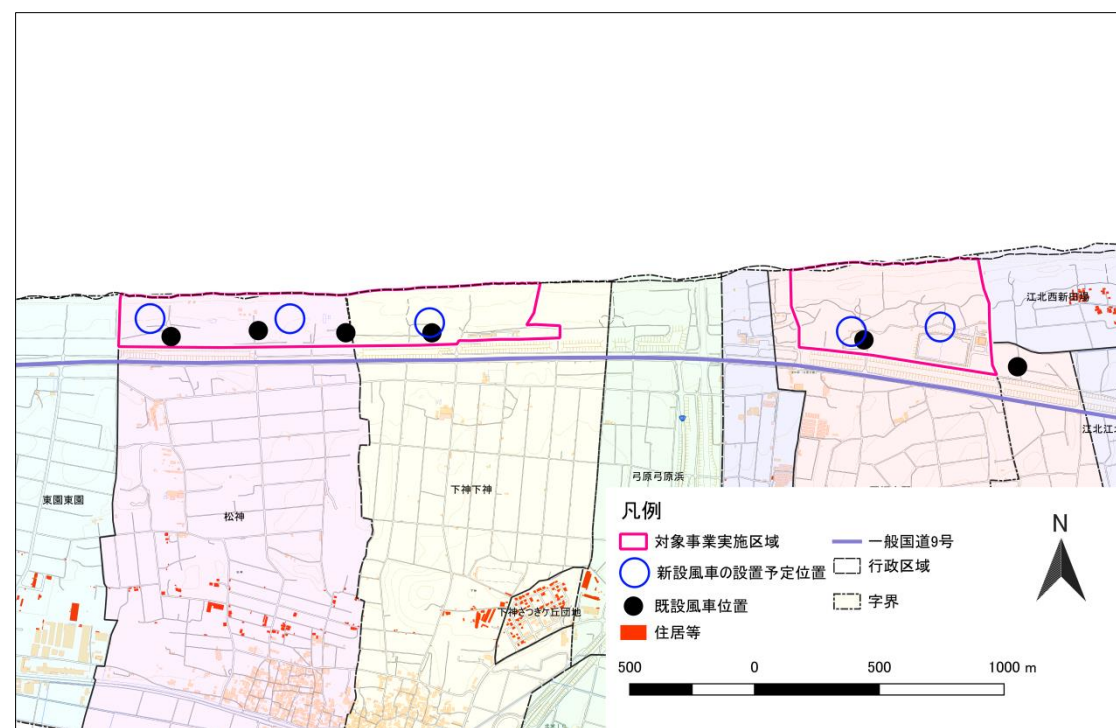 江北西新田場
江北江北
東園東園
松神
下神下神
弓原弓原浜
下神さつきケ丘団地
凡例
対象事業実施区域
新設風車の設置予定位置
既設風車位置
住居等
一般国道9号
行政区域
字界
N
500 0 500 1000 m